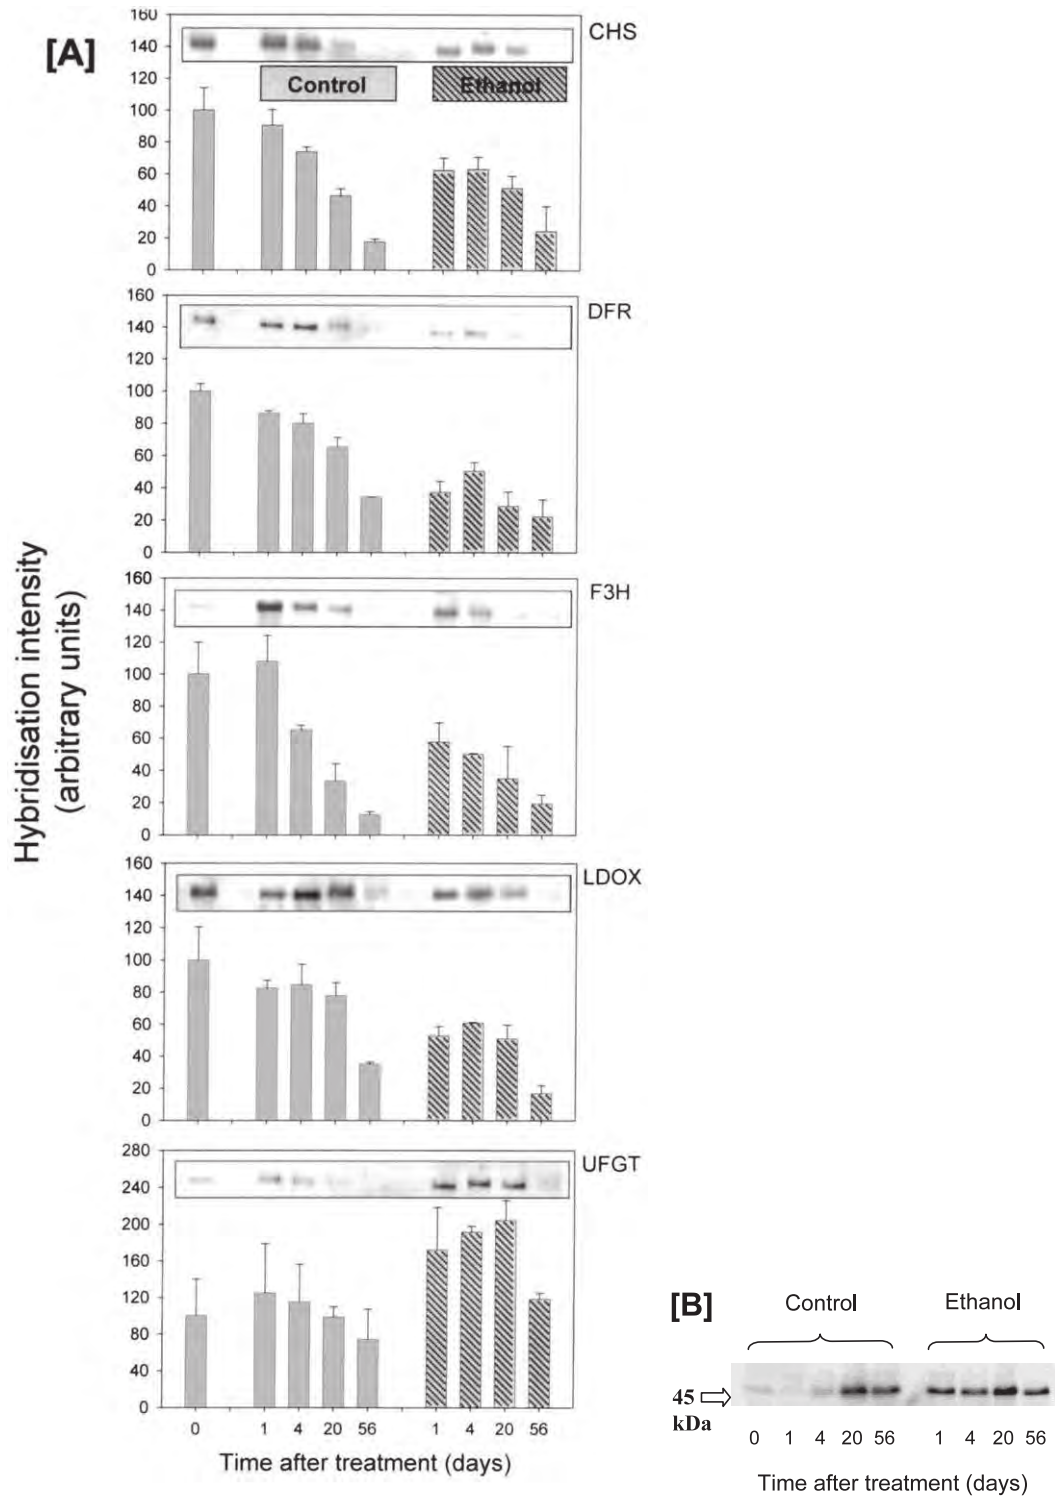 [A]
Hybridisation intensity
(arbitrary units)
160
140
120
100
80
60
40
20
0
Control
Ethanol
CHS
160
140
120
100
80
60
40
20
0
DFR
160
140
120
100
80
60
40
20
0
F3H
160
140
120
100
80
60
40
20
0
LDOX
280
240
200
160
120
80
40
0
UFGT
0 1 4 20 56 1 4 20 56
Time after treatment (days)
[B]
Control Ethanol
45
kDa
0 1 4 20 56 1 4 20 56
Time after treatment (days)